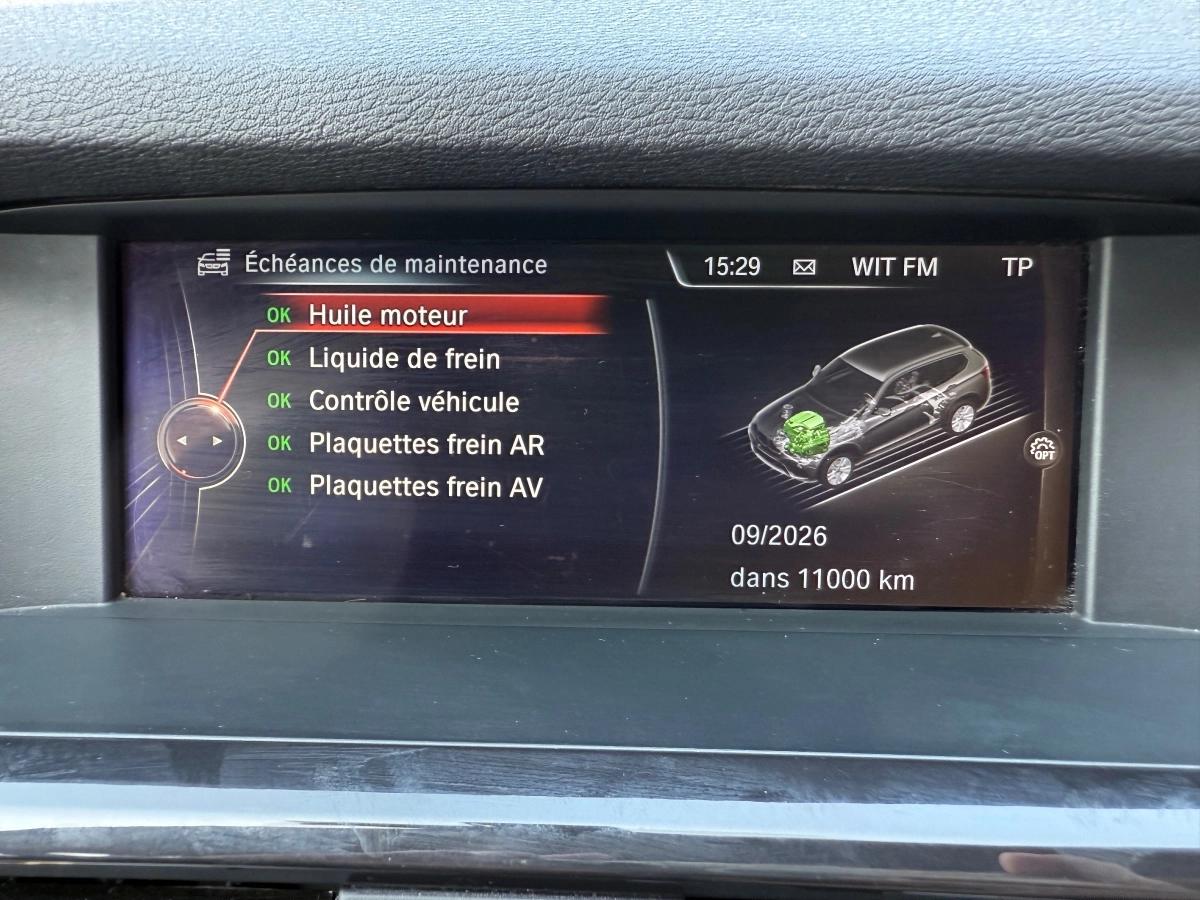 Échéances de maintenance
15:29 WIT FM TP
OK Huile moteur
OK Liquide de frein
OK Contrôle véhicule
OK Plaquettes frein AR
OK Plaquettes frein AV
OPT
09/2026
dans 11000 km